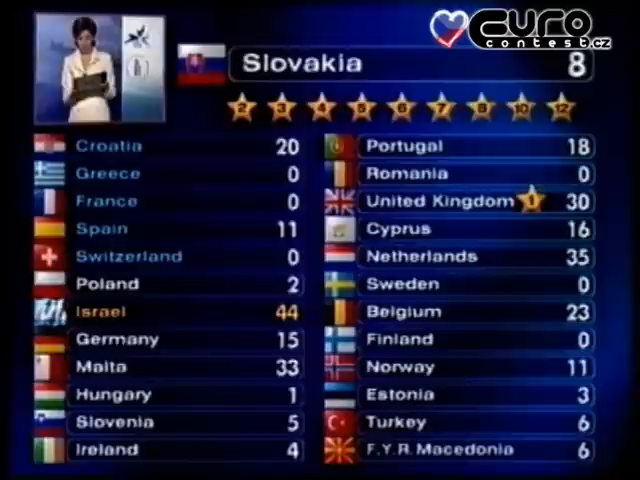 EURO
contest.cz
Slovakia 8
2 3 4 5 6 7 8 10 12
Croatia 20
Greece 0
France 0
Spain 11
Switzerland 0
Poland 2
Israel 44
Germany 15
Malta 33
Hungary 1
Slovenia 5
Ireland 4
Portugal 18
Romania 0
United Kingdom 1 30
Cyprus 16
Netherlands 35
Sweden 0
Belgium 23
Finland 0
Norway 11
Estonia 3
Turkey 6
F.Y.R. Macedonia 6